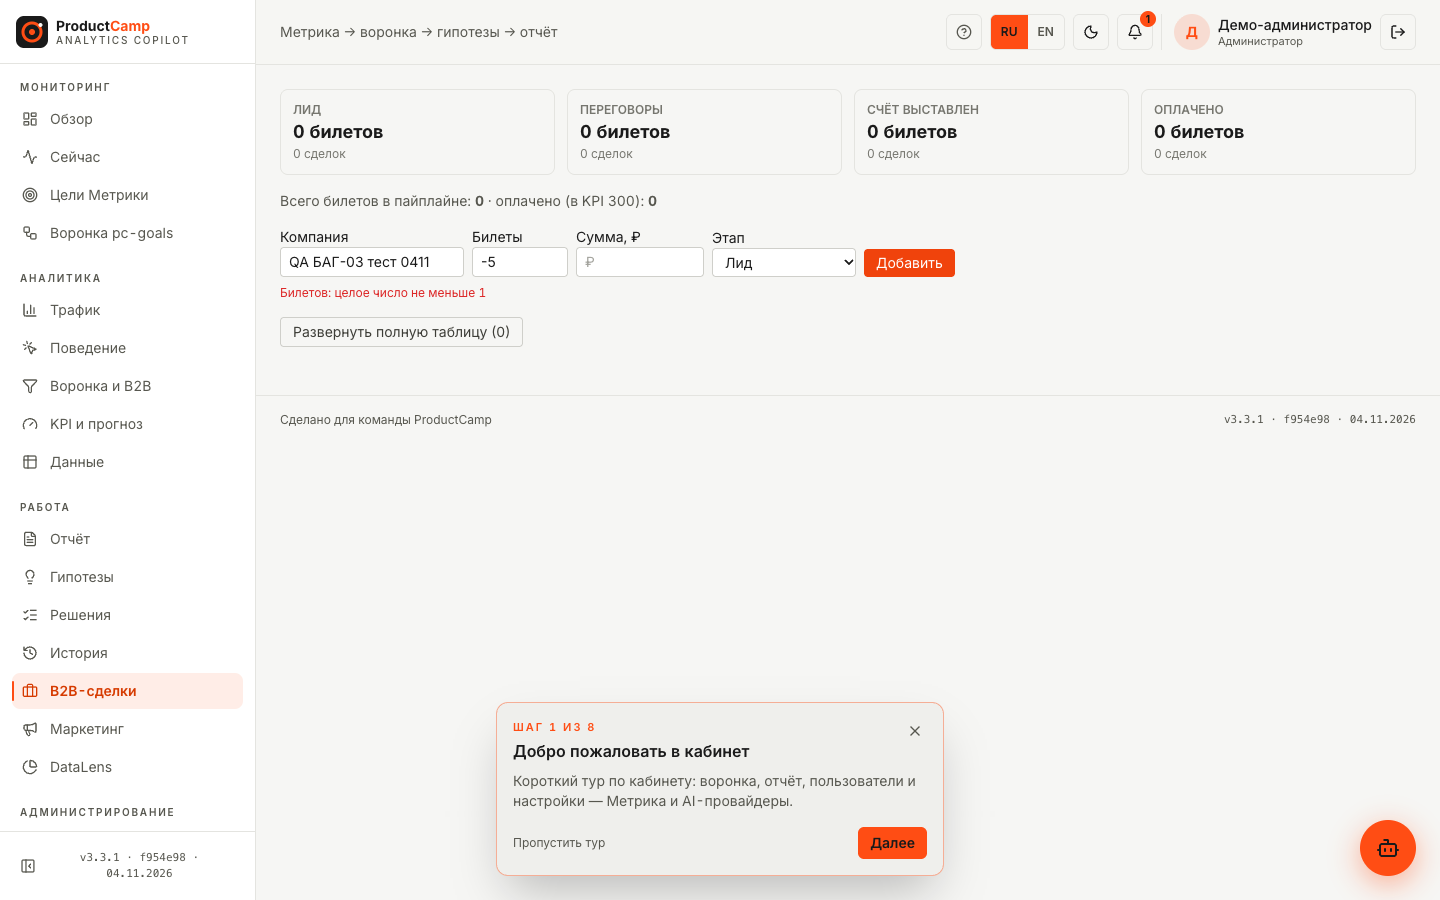 ProductCamp
ANALYTICS COPILOT
МОНИТОРИНГ
Обзор
Сейчас
Цели Метрики
Воронка pc-goals
АНАЛИТИКА
Трафик
Поведение
Воронка и B2B
KPI и прогноз
Данные
РАБОТА
Отчёт
Гипотезы
Решения
История
B2B-сделки
Маркетинг
DataLens
АДМИНИСТРИРОВАНИЕ
v3.3.1 · f954e98 ·
04.11.2026
Метрика → воронка → гипотезы → отчёт
RU
EN
1
Д
Демо-администратор
Администратор
ЛИД
0 билетов
0 сделок
ПЕРЕГОВОРЫ
0 билетов
0 сделок
СЧЁТ ВЫСТАВЛЕН
0 билетов
0 сделок
ОПЛАЧЕНО
0 билетов
0 сделок
Всего билетов в пайплайне: 0 · оплачено (в KPI 300): 0
Компания
Билеты
Сумма, ₽
Этап
QA БАГ-03 тест 0411
-5
₽
Лид
Добавить
Билетов: целое число не меньше 1
Развернуть полную таблицу (0)
Сделано для команды ProductCamp
v3.3.1 · f954e98 · 04.11.2026
ШАГ 1 ИЗ 8
Добро пожаловать в кабинет
Короткий тур по кабинету: воронка, отчёт, пользователи и
настройки — Метрика и AI-провайдеры.
Пропустить тур
Далее